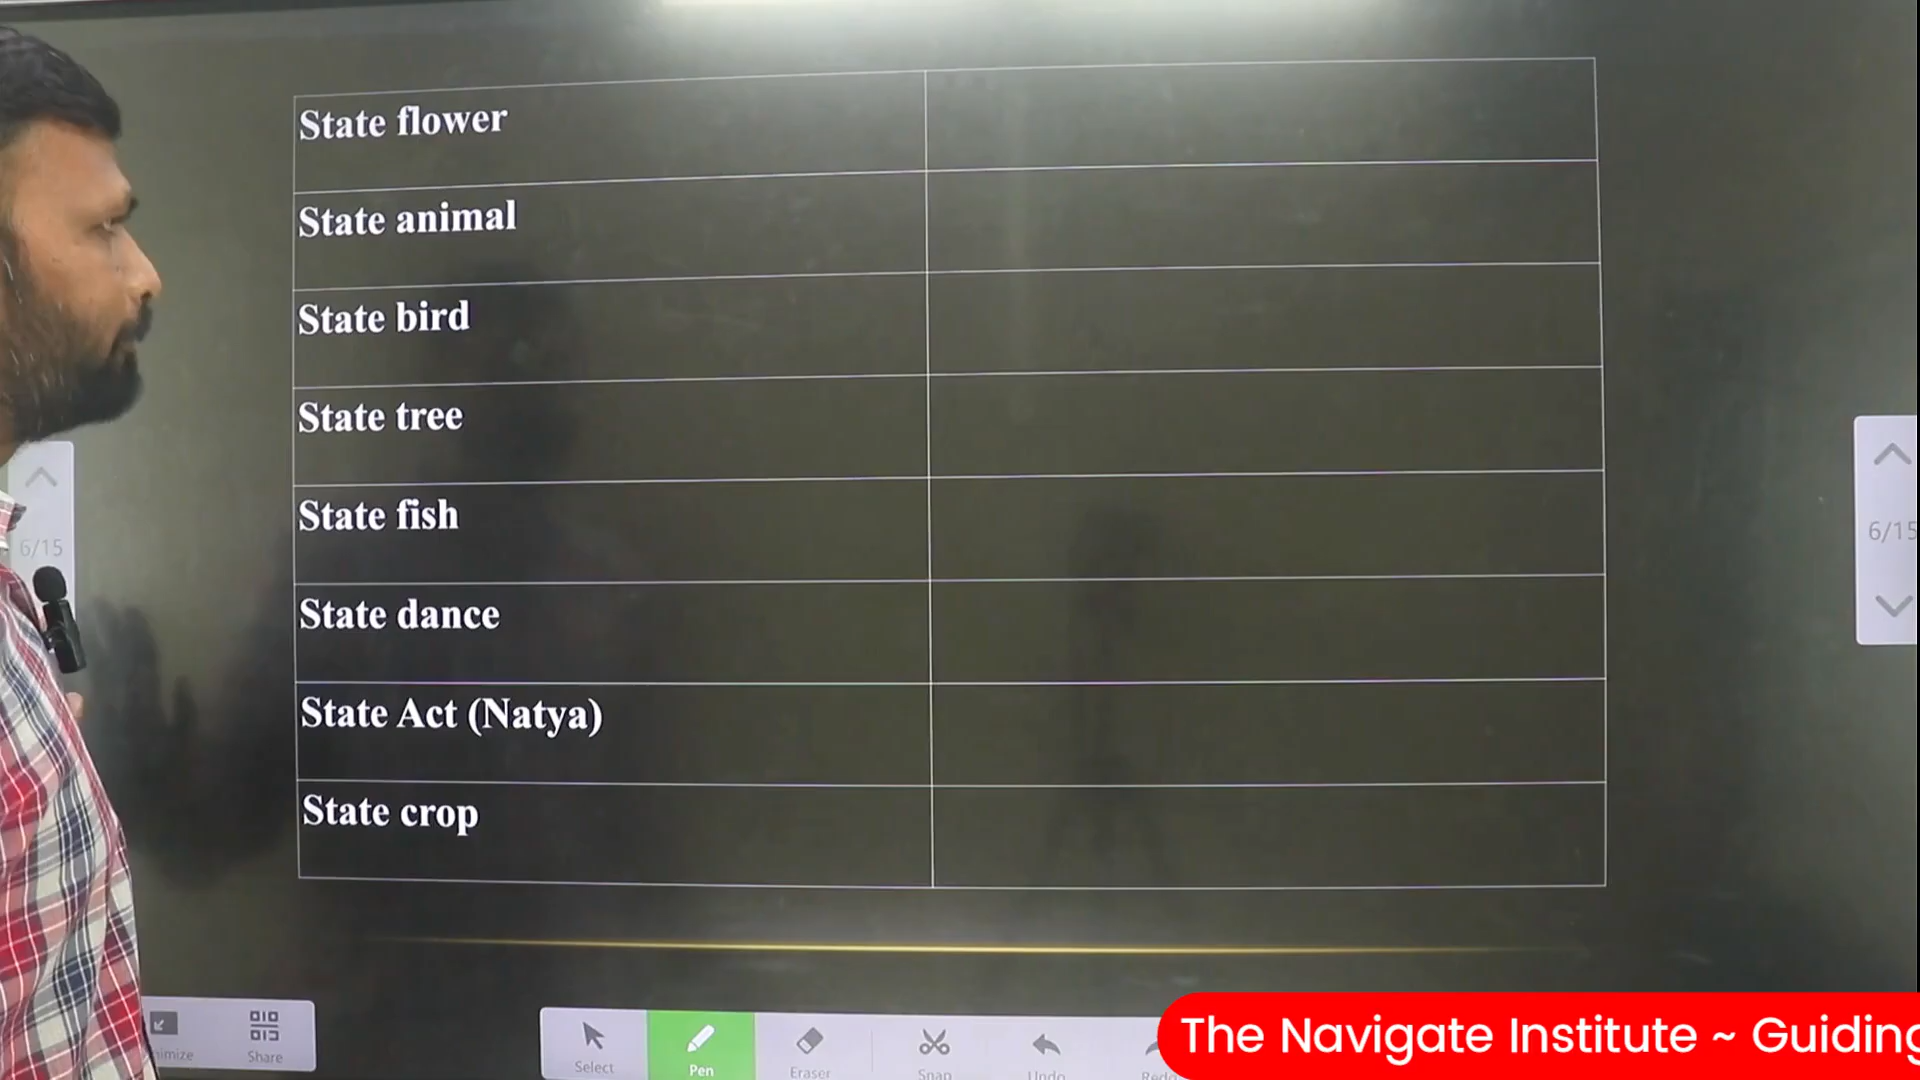 State flower
State animal
State bird
State tree
State fish
State dance
State Act (Natya)
State crop
6/15
6/15
Share
Select
Pen
Eraser
Snap
Undo
The Navigate Institute ~ Guiding